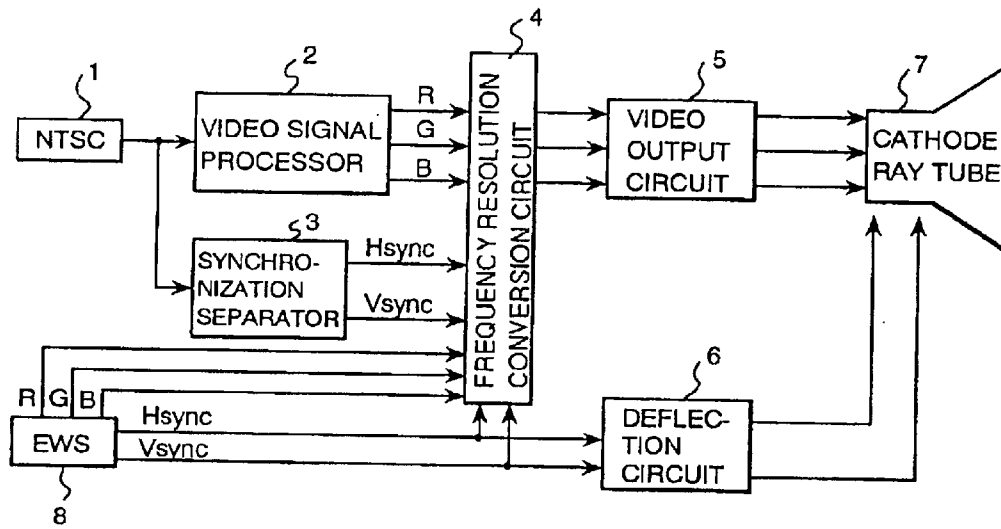 1
NTSC
2
VIDEO SIGNAL
PROCESSOR
R
G
B
3
SYNCHRO-
NIZATION
SEPARATOR
Hsync
Vsync
4
FREQUENCY RESOLUTION
CONVERSION CIRCUIT
5
VIDEO
OUTPUT
CIRCUIT
7
CATHODE
RAY TUBE
R G B
EWS
8
Hsync
Vsync
6
DEFLEC-
TION
CIRCUIT